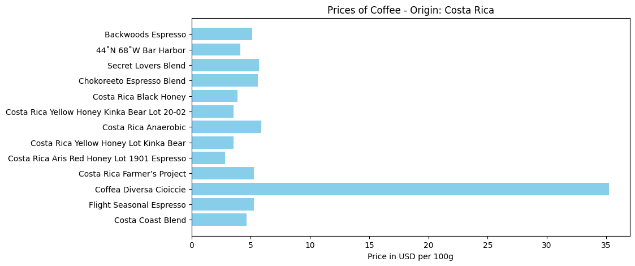 Prices of Coffee - Origin: Costa Rica
Backwoods Espresso
44˚N 68˚W Bar Harbor
Secret Lovers Blend
Chokoreeto Espresso Blend
Costa Rica Black Honey
Costa Rica Yellow Honey Kinka Bear Lot 20-02
Costa Rica Anaerobic
Costa Rica Yellow Honey Lot Kinka Bear
Costa Rica Aris Red Honey Lot 1901 Espresso
Costa Rica Farmer’s Project
Coffea Diversa Cioiccie
Flight Seasonal Espresso
Costa Coast Blend
0 5 10 15 20 25 30 35
Price in USD per 100g